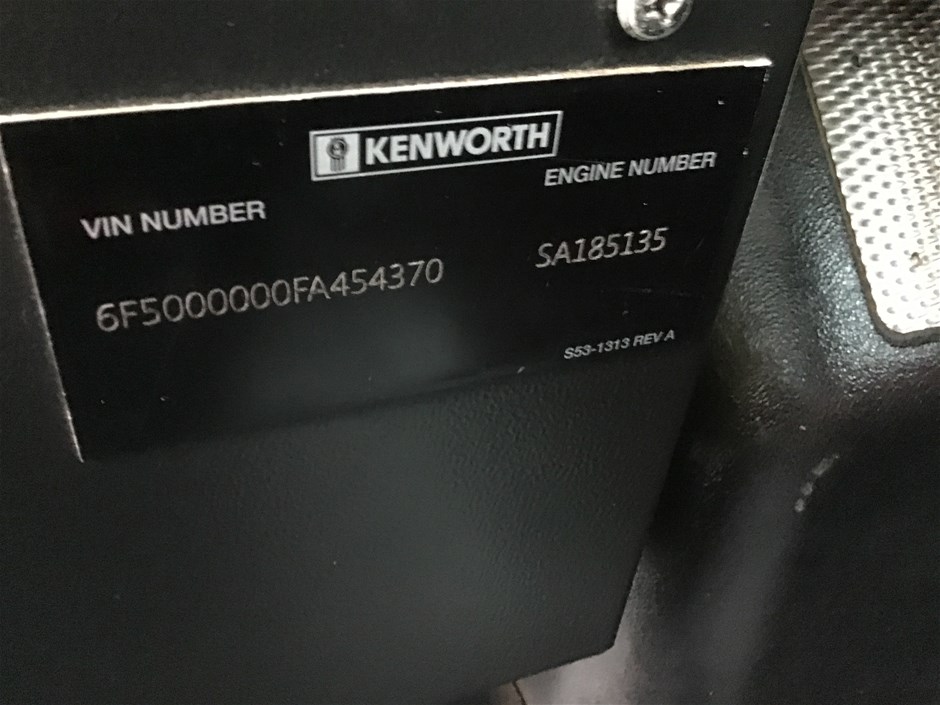 KENWORTH
VIN NUMBER
ENGINE NUMBER
6F5000000FA454370
SA185135
S53-1313 REV A